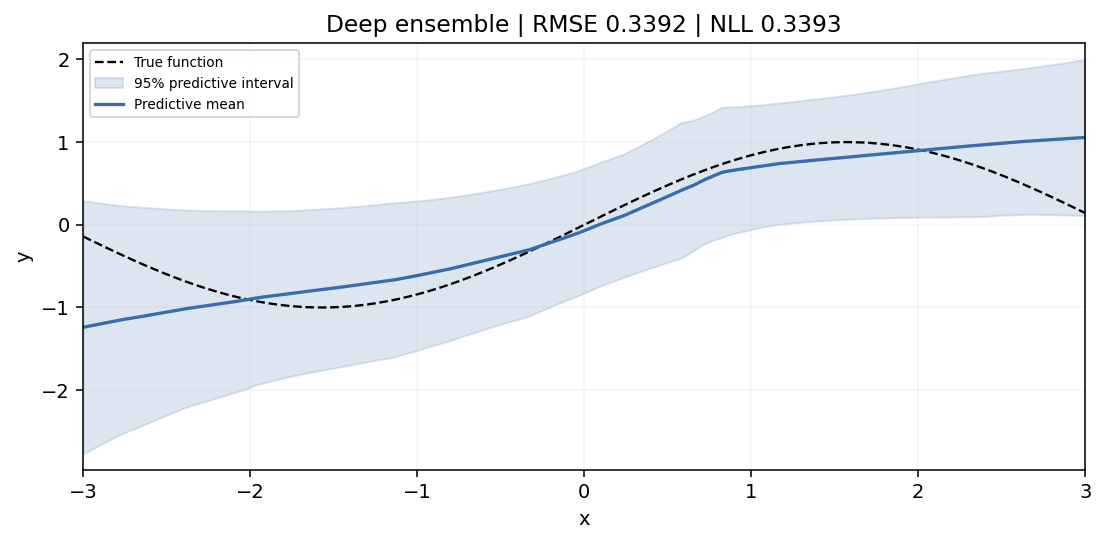 Deep ensemble | RMSE 0.3392 | NLL 0.3393
True function
95% predictive interval
Predictive mean
y
2
1
0
−1
−2
−3
−2
−1
0
1
2
3
x